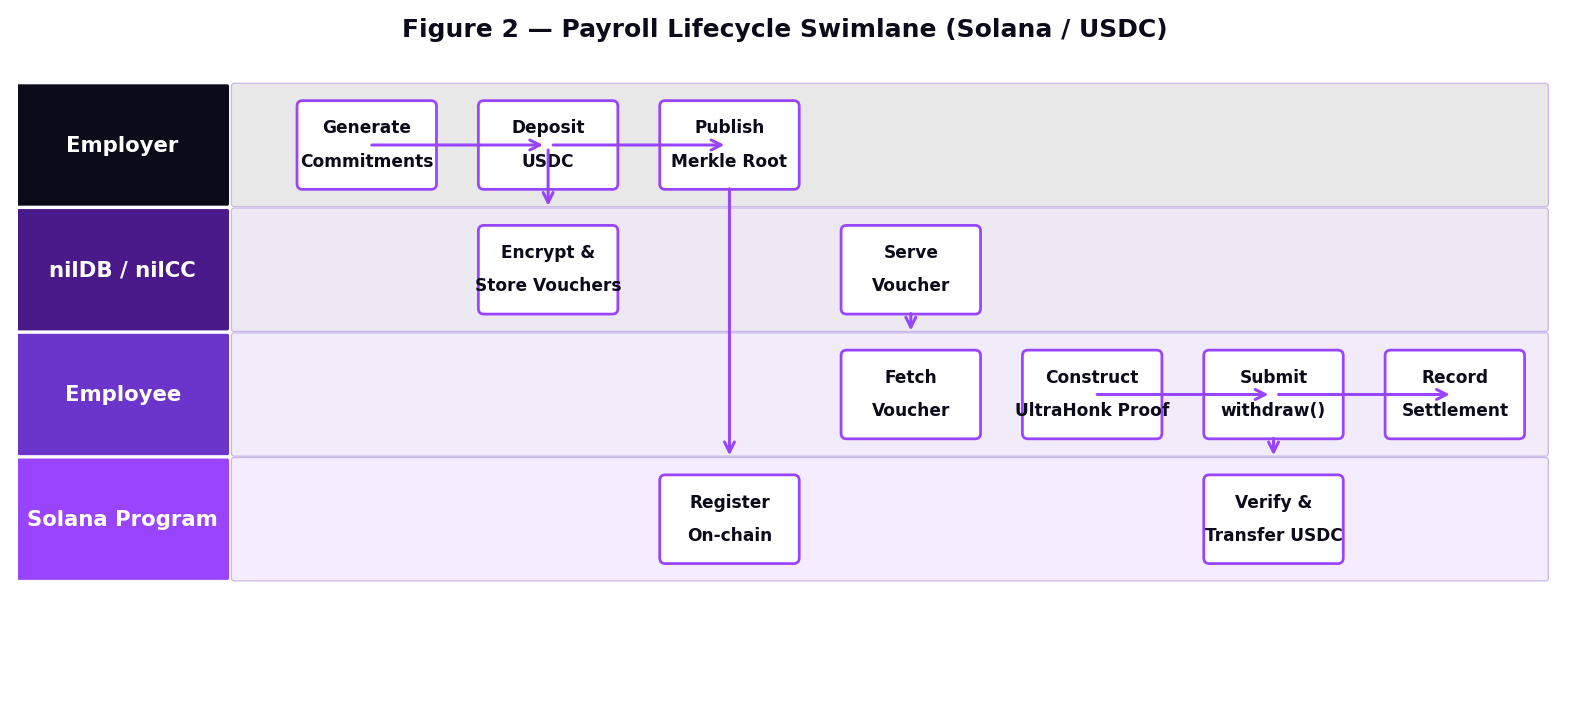 Figure 2 — Payroll Lifecycle Swimlane (Solana / USDC)
Employer
Generate
Commitments
Deposit
USDC
Publish
Merkle Root
nilDB / nilCC
Encrypt &
Store Vouchers
Serve
Voucher
Employee
Fetch
Voucher
Construct
UltraHonk Proof
Submit
withdraw()
Record
Settlement
Solana Program
Register
On-chain
Verify &
Transfer USDC